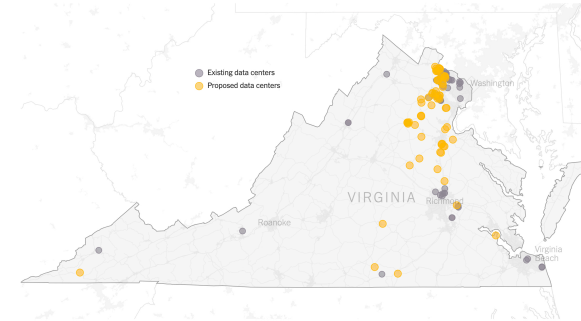 Existing data centers
Proposed data centers
Washington
VIRGINIA
Richmond
Roanoke
Virginia
Beach